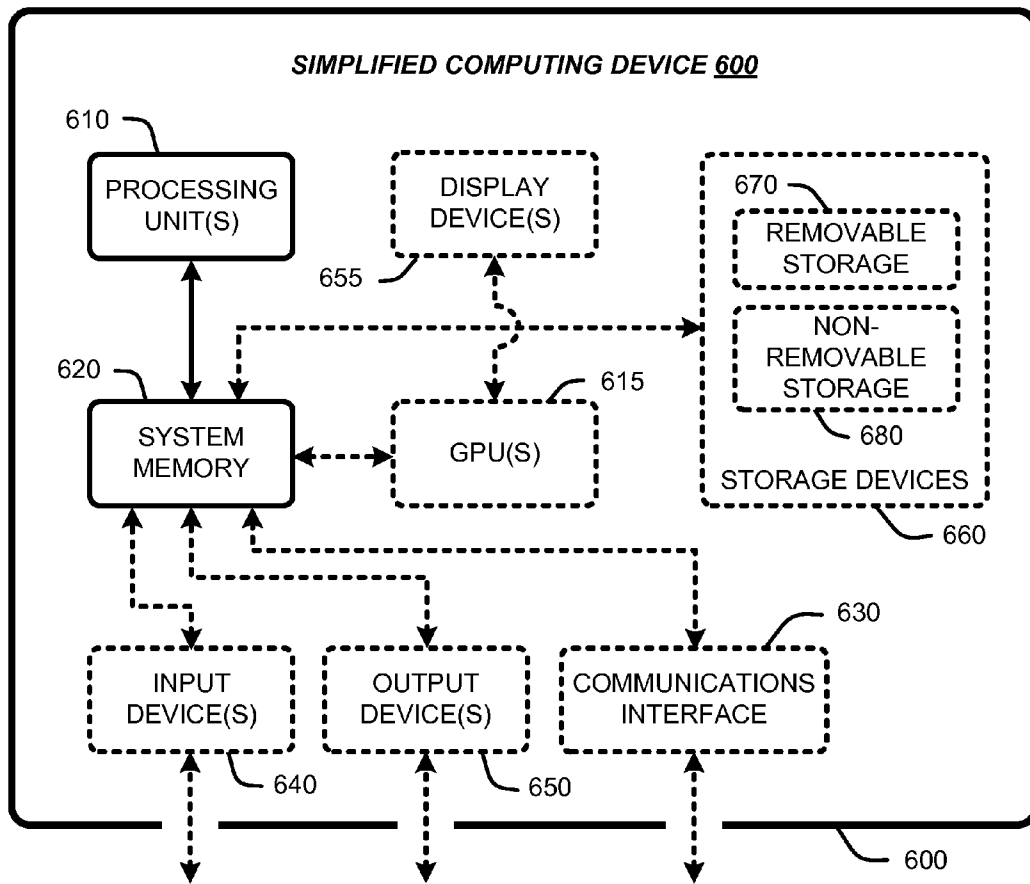 SIMPLIFIED COMPUTING DEVICE 600
610
PROCESSING
UNIT(S)
DISPLAY
DEVICE(S)
655
670
REMOVABLE
STORAGE
NON-
REMOVABLE
STORAGE
680
STORAGE DEVICES
660
620
SYSTEM
MEMORY
615
GPU(S)
630
INPUT
DEVICE(S)
640
OUTPUT
DEVICE(S)
650
COMMUNICATIONS
INTERFACE
600